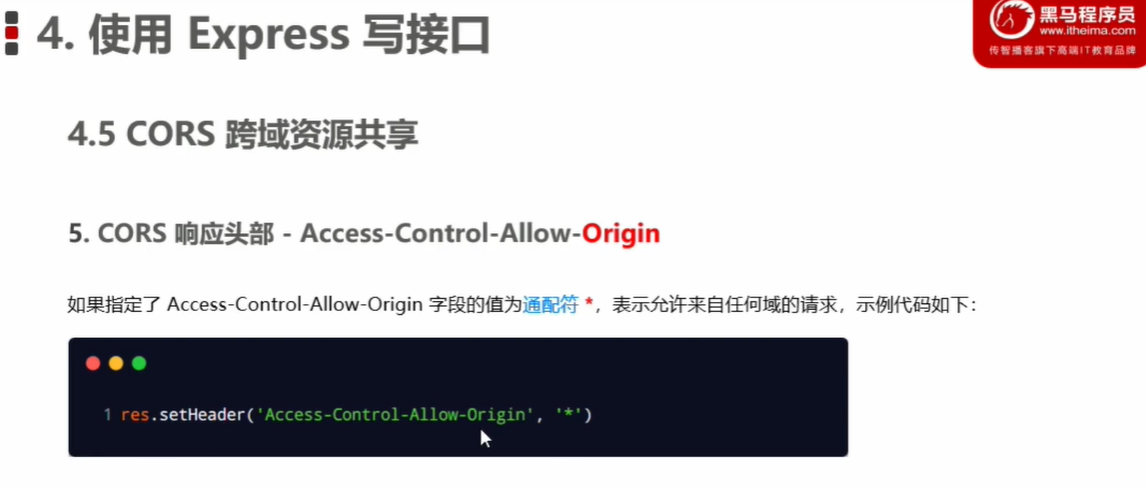 4. 使用 Express 写接口
黑马程序员
www.itheima.com
传智播客旗下高端IT教育品牌
4.5 CORS 跨域资源共享
5. CORS 响应头部 - Access-Control-Allow-Origin
如果指定了 Access-Control-Allow-Origin 字段的值为通配符 *，表示允许来自任何域的请求，示例代码如下：
1 res.setHeader('Access-Control-Allow-Origin', '*')